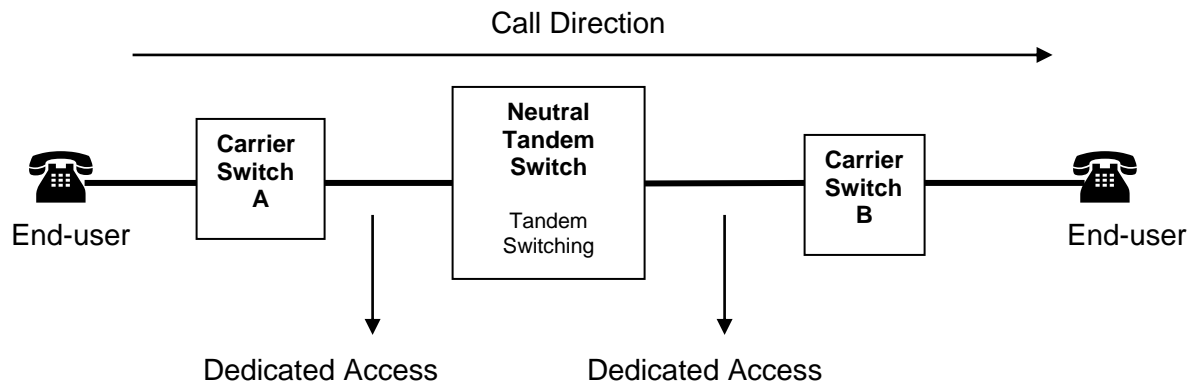 Call Direction
Neutral
Tandem
Switch
Tandem
Switching
Carrier
Switch
A
Carrier
Switch
B
End-user
End-user
Dedicated Access
Dedicated Access